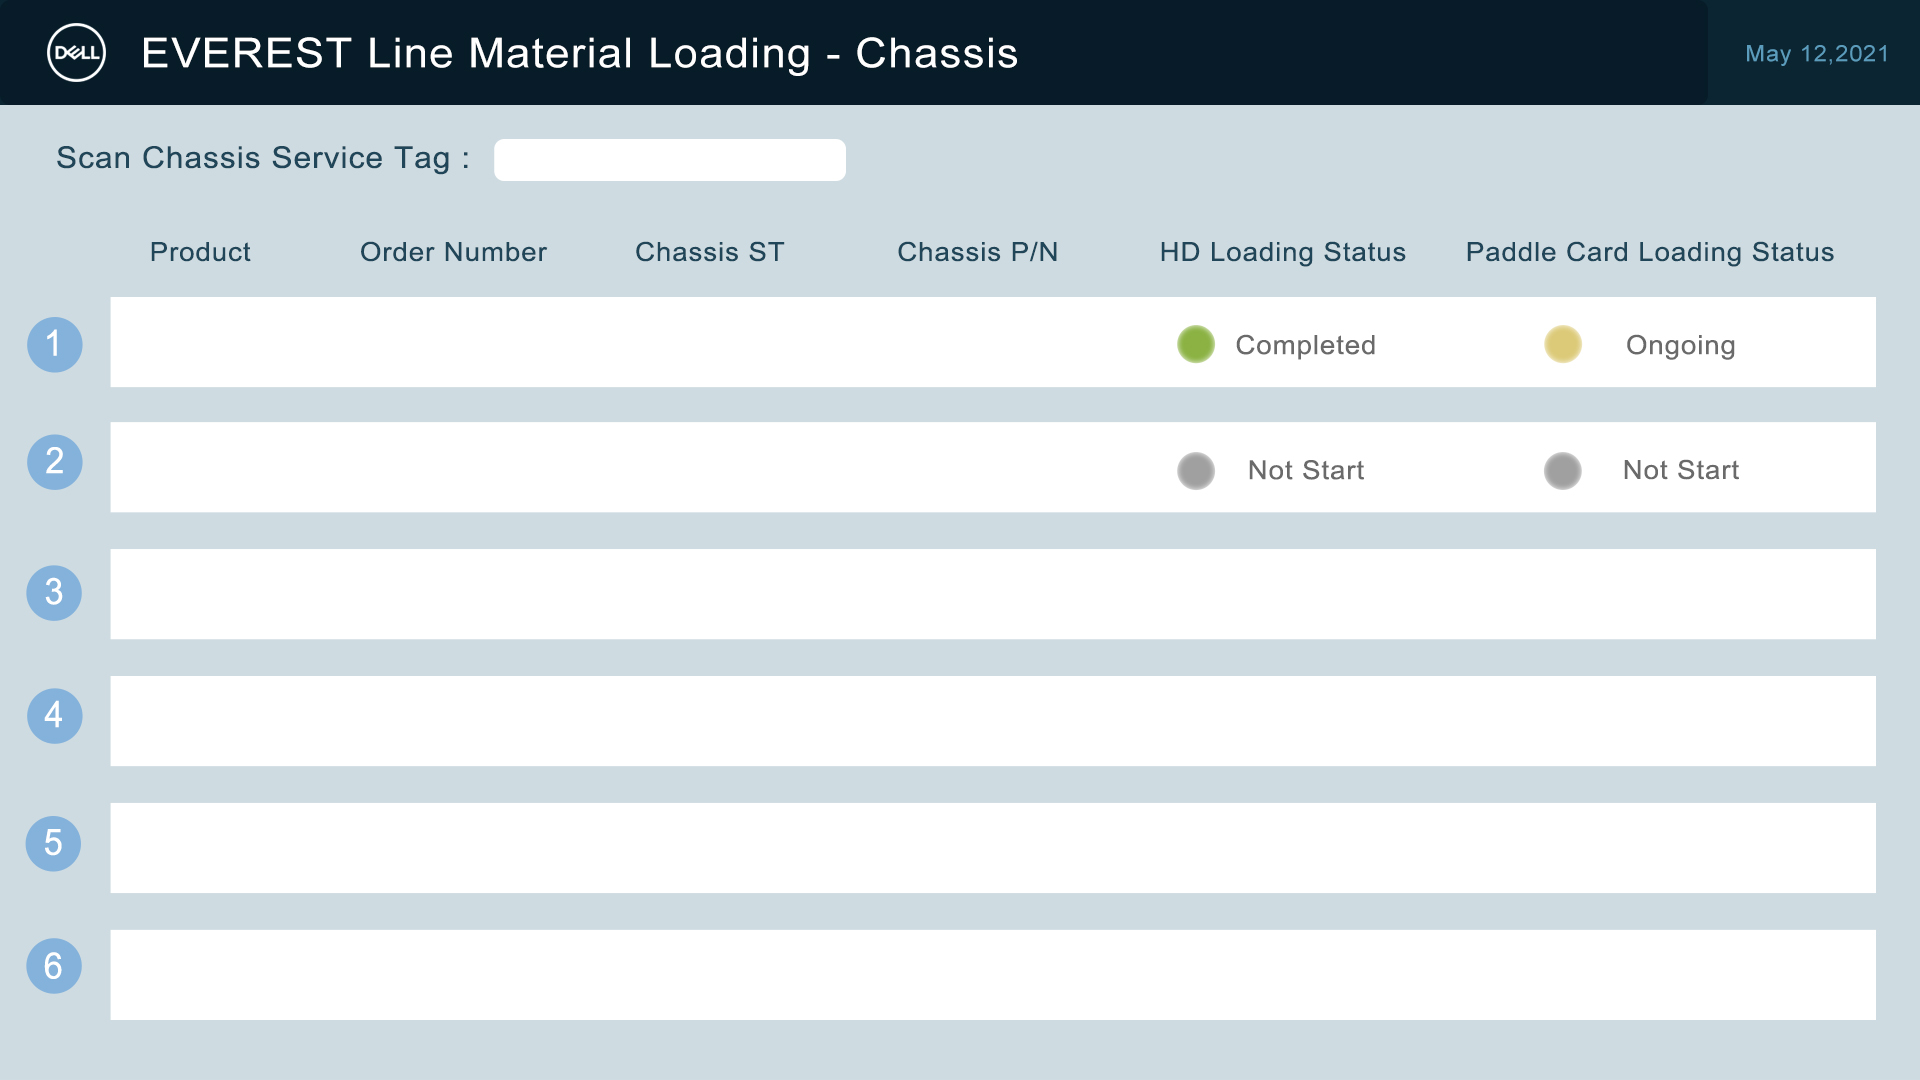 DELL
EVEREST Line Material Loading - Chassis
May 12,2021
Scan Chassis Service Tag :
Product Order Number Chassis ST Chassis P/N HD Loading Status Paddle Card Loading Status
1 Completed Ongoing
2 Not Start Not Start
3
4
5
6